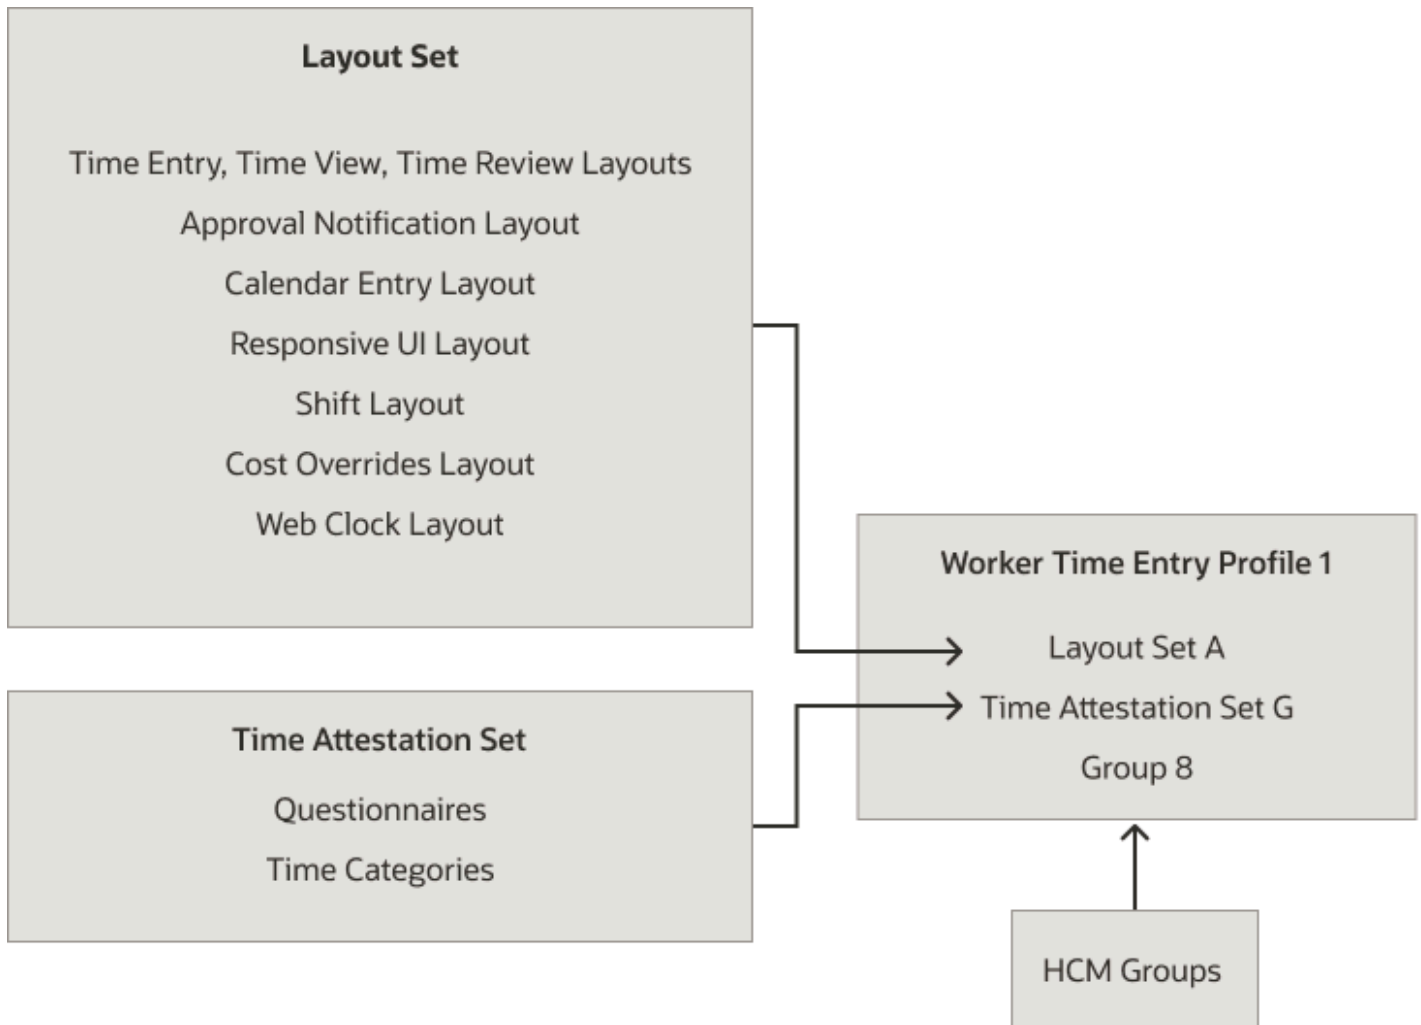 Layout Set
Time Entry, Time View, Time Review Layouts
Approval Notification Layout
Calendar Entry Layout
Responsive UI Layout
Shift Layout
Cost Overrides Layout
Web Clock Layout
Time Attestation Set
Questionnaires
Time Categories
Worker Time Entry Profile 1
Layout Set A
Time Attestation Set G
Group 8
HCM Groups